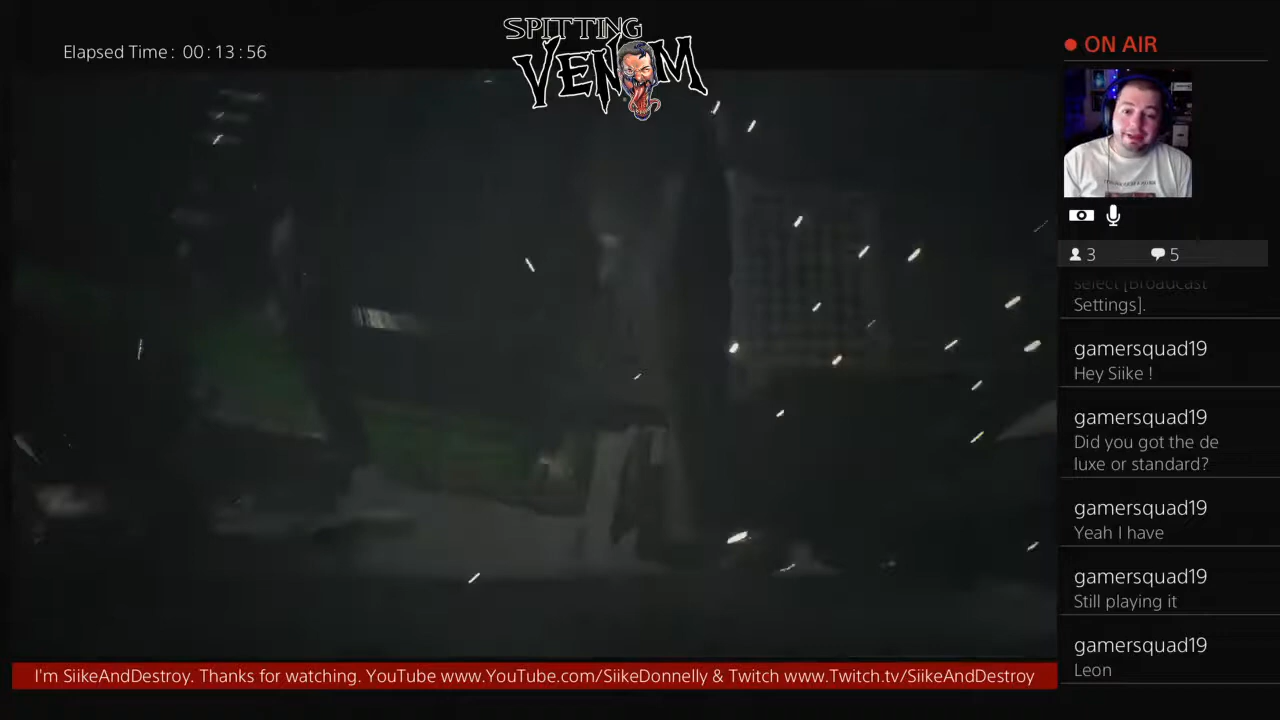 SPITTING
VENOM
Elapsed Time: 00:13:56
ON AIR
3 5
select [Broadcast
Settings].
gamersquad19
Hey Siike !
gamersquad19
Did you got the de
luxe or standard?
gamersquad19
Yeah I have
gamersquad19
Still playing it
gamersquad19
Leon
I'm SiikeAndDestroy. Thanks for watching. YouTube www.YouTube.com/SiikeDonnelly & Twitch www.Twitch.tv/SiikeAndDestroy